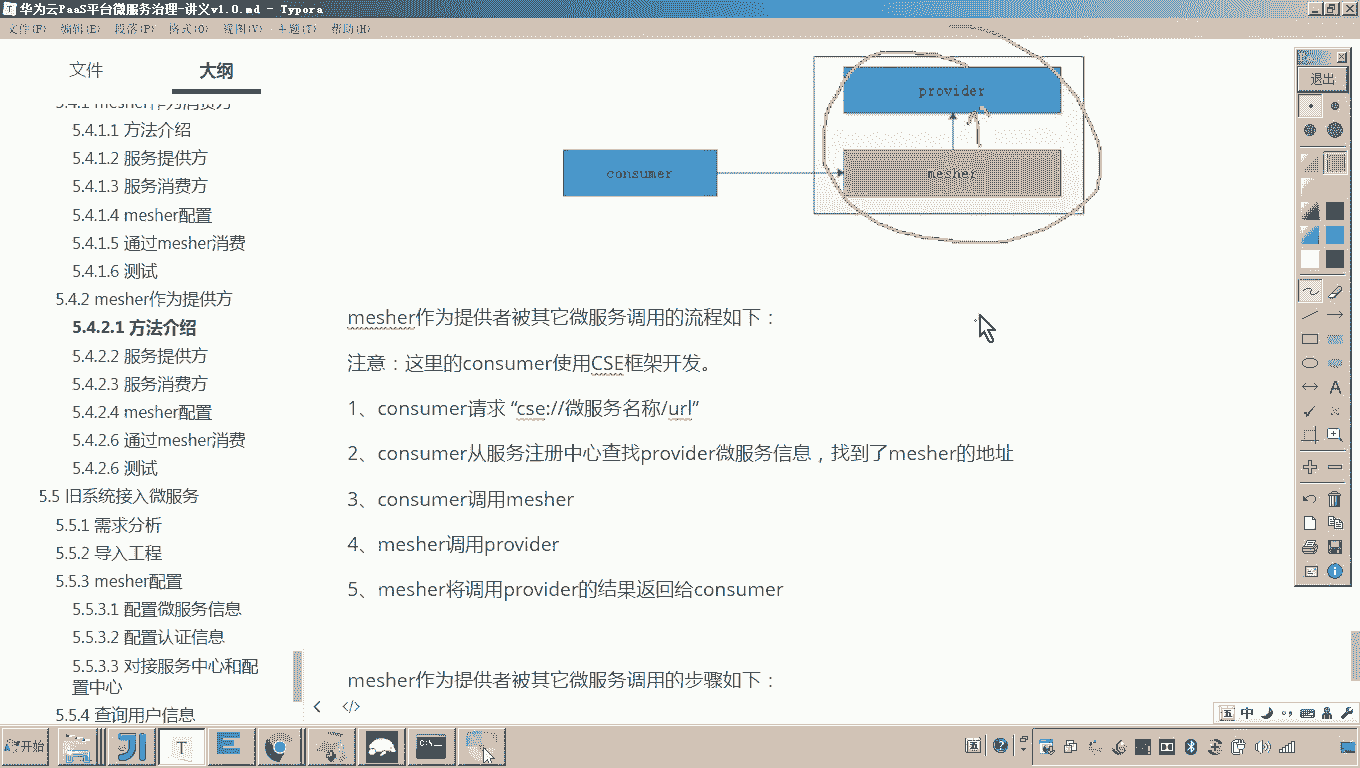 华为云PaaS平台微服务治理-讲义v1.0.md - Typora
文件(F) 编辑(E) 段落(P) 格式(O) 视图(V) 主题(T) 帮助(H)
文件
大纲
5.4.1 mesher作为消费方
5.4.1.1 方法介绍
5.4.1.2 服务提供方
5.4.1.3 服务消费方
5.4.1.4 mesher配置
5.4.1.5 通过mesher消费
5.4.1.6 测试
5.4.2 mesher作为提供方
5.4.2.1 方法介绍
5.4.2.2 服务提供方
5.4.2.3 服务消费方
5.4.2.4 mesher配置
5.4.2.6 通过mesher消费
5.4.2.6 测试
5.5 旧系统接入微服务
5.5.1 需求分析
5.5.2 导入工程
5.5.3 mesher配置
5.5.3.1 配置微服务信息
5.5.3.2 配置认证信息
5.5.3.3 对接服务中心和配
置中心
5.5.4 查询用户信息
provider
consumer
mesher
mesher作为提供者被其它微服务调用的流程如下：
注意：这里的consumer使用CSE框架开发。
1、consumer请求 “cse://微服务名称/url”
2、consumer从服务注册中心查找provider微服务信息，找到了mesher的地址
3、consumer调用mesher
4、mesher调用provider
5、mesher将调用provider的结果返回给consumer
mesher作为提供者被其它微服务调用的步骤如下：
退出
A
五 中
开始
JI
T
E
C:\
五